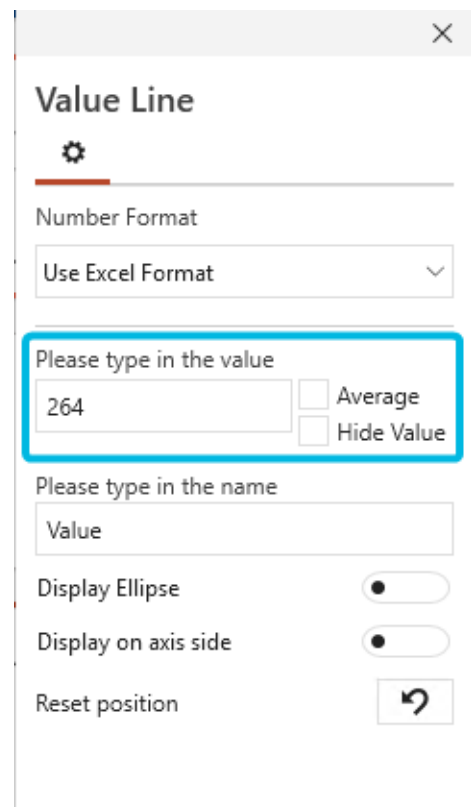 Value Line
Number Format
Use Excel Format
Please type in the value
264
Average
Hide Value
Please type in the name
Value
Display Ellipse
Display on axis side
Reset position